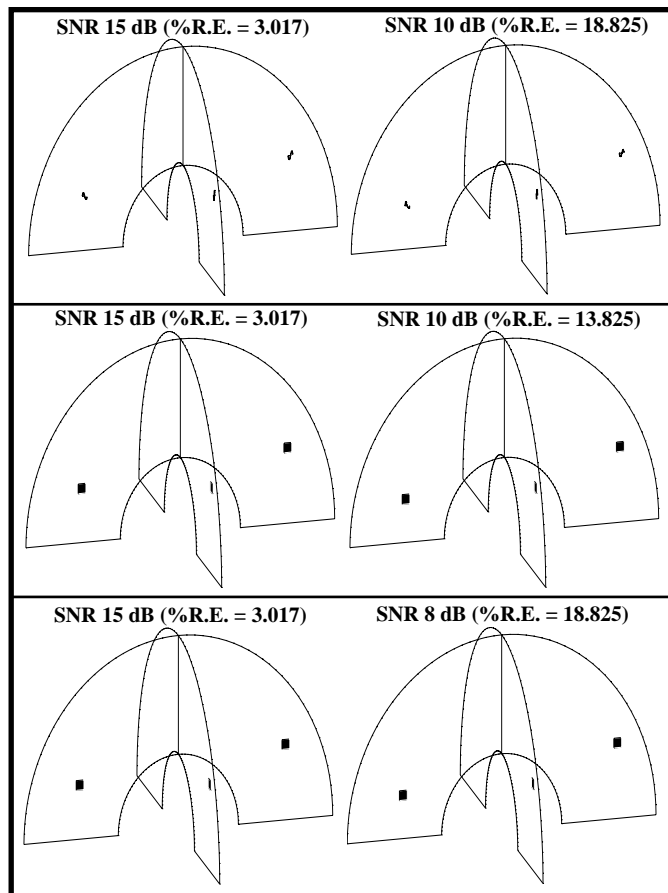 SNR 15 dB (%R.E. = 3.017)
SNR 10 dB (%R.E. = 18.825)
SNR 15 dB (%R.E. = 3.017)
SNR 10 dB (%R.E. = 13.825)
SNR 15 dB (%R.E. = 3.017)
SNR 8 dB (%R.E. = 18.825)